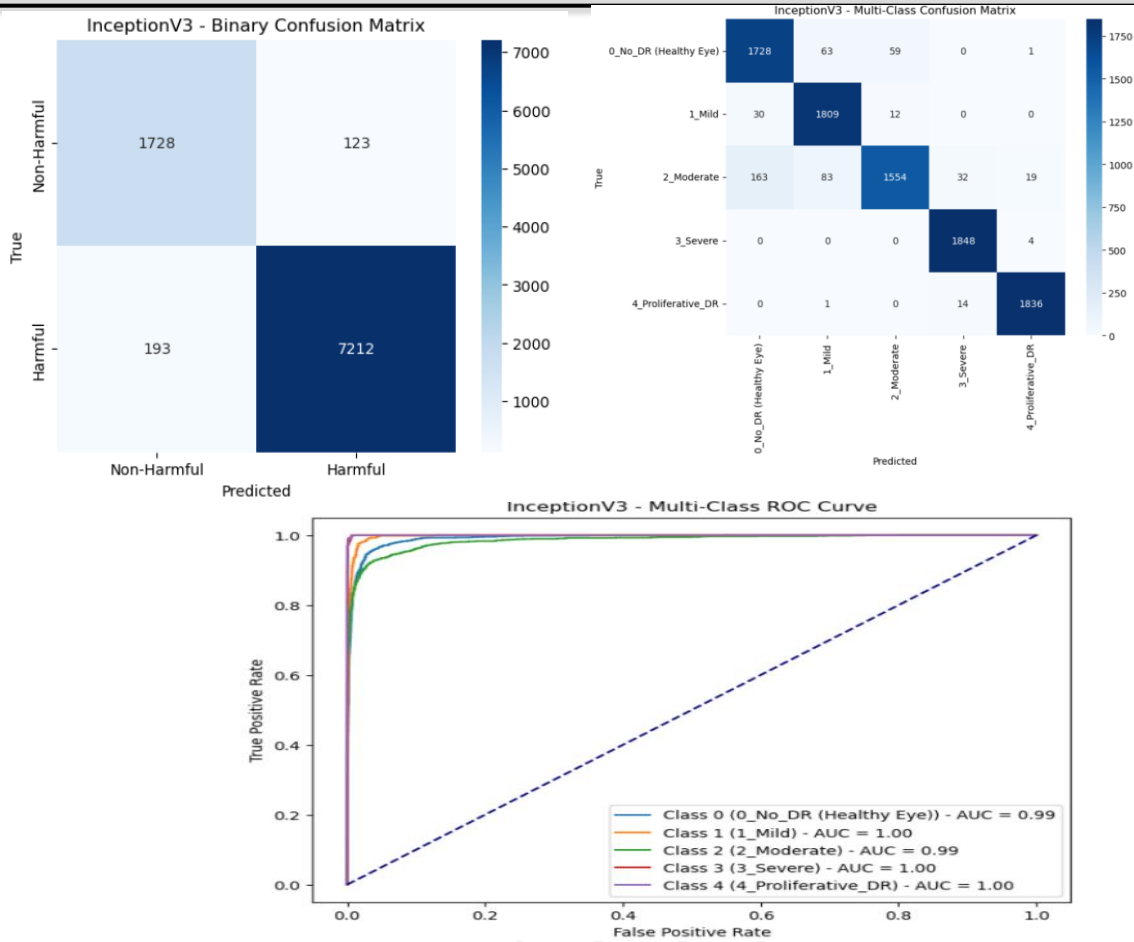 InceptionV3 - Binary Confusion Matrix
True
Non-Harmful
Harmful
1728 123
193 7212
Non-Harmful Harmful
Predicted
7000
6000
5000
4000
3000
2000
1000
InceptionV3 - Multi-Class Confusion Matrix
True
0_No_DR (Healthy Eye) 1728 63 59 0 1
1_Mild 30 1809 12 0 0
2_Moderate 163 83 1554 32 19
3_Severe 0 0 0 1848 4
4_Proliferative_DR 0 1 0 14 1836
0_No_DR (Healthy Eye)
1_Mild
2_Moderate
3_Severe
4_Proliferative_DR
Predicted
1750
1500
1250
1000
750
500
250
0
InceptionV3 - Multi-Class ROC Curve
True Positive Rate
1.0
0.8
0.6
0.4
0.2
0.0
Class 0 (0_No_DR (Healthy Eye)) - AUC = 0.99
Class 1 (1_Mild) - AUC = 1.00
Class 2 (2_Moderate) - AUC = 0.99
Class 3 (3_Severe) - AUC = 1.00
Class 4 (4_Proliferative_DR) - AUC = 1.00
0.0 0.2 0.4 0.6 0.8 1.0
False Positive Rate